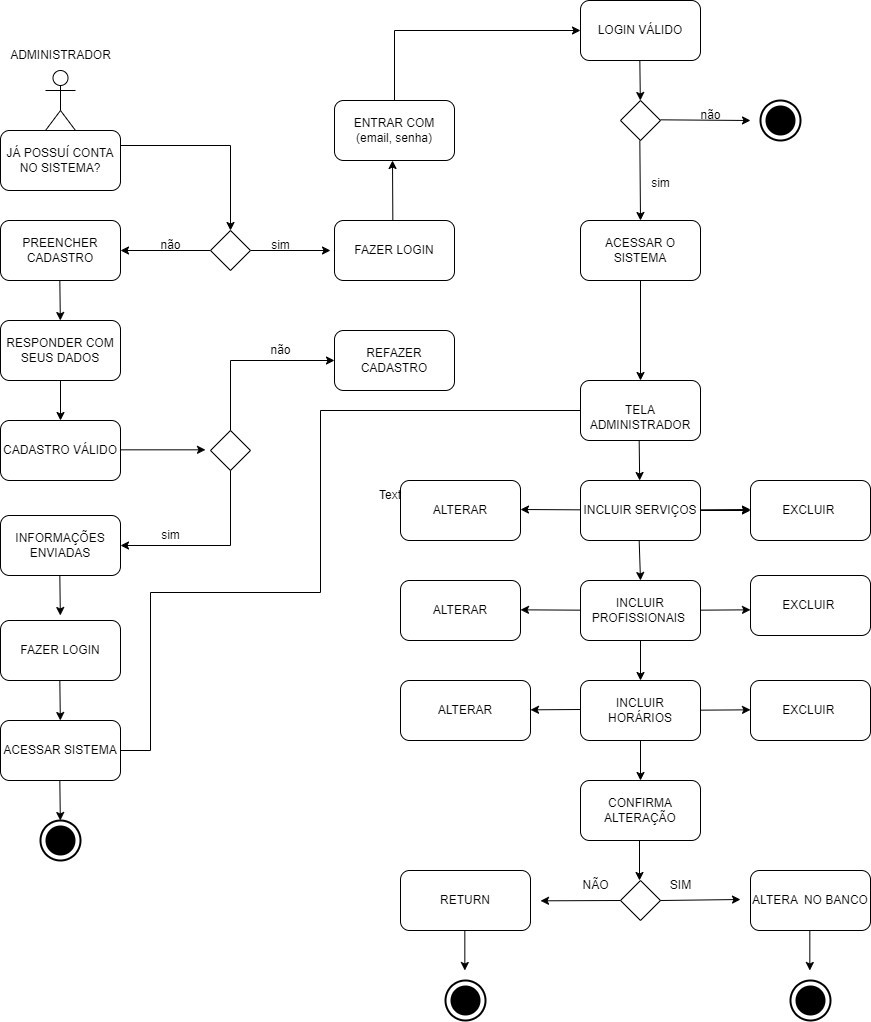 LOGIN VÁLIDO
ADMINISTRADOR
ENTRAR COM
(email, senha)
não
JÁ POSSUÍ CONTA
NO SISTEMA?
sim
PREENCHER
CADASTRO
não
sim
FAZER LOGIN
ACESSAR O
SISTEMA
RESPONDER COM
SEUS DADOS
não
REFAZER
CADASTRO
TELA
ADMINISTRADOR
CADASTRO VÁLIDO
Text
ALTERAR
INCLUIR SERVIÇOS
EXCLUIR
INFORMAÇÕES
ENVIADAS
sim
ALTERAR
INCLUIR
PROFISSIONAIS
EXCLUIR
FAZER LOGIN
ALTERAR
INCLUIR
HORÁRIOS
EXCLUIR
ACESSAR SISTEMA
CONFIRMA
ALTERAÇÃO
NÃO
SIM
RETURN
ALTERA NO BANCO